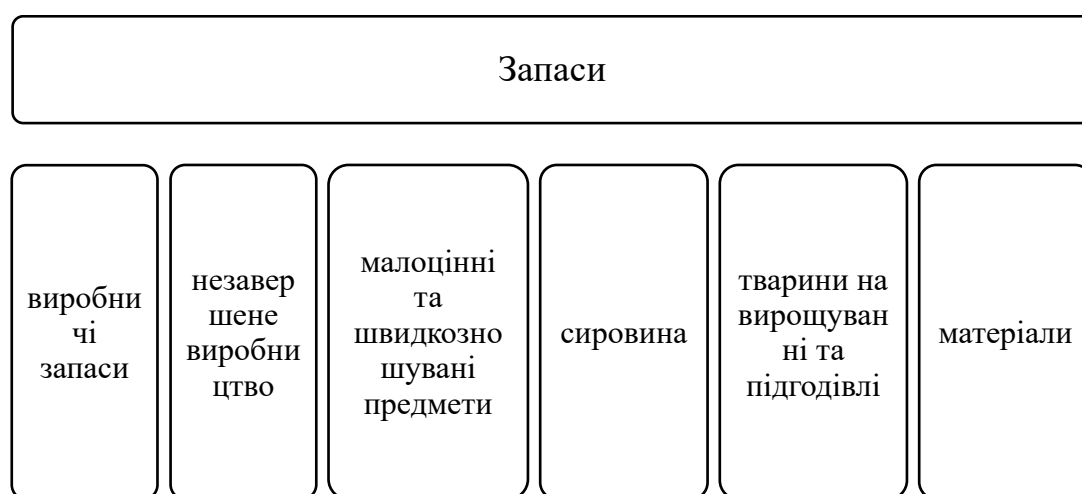 Запаси
виробни
чі
запаси
незавер
шене
виробни
цтво
малоцінні
та
швидкозно
шувані
предмети
сировина
тварини на
вирощуван
ні та
підгодівлі
матеріали